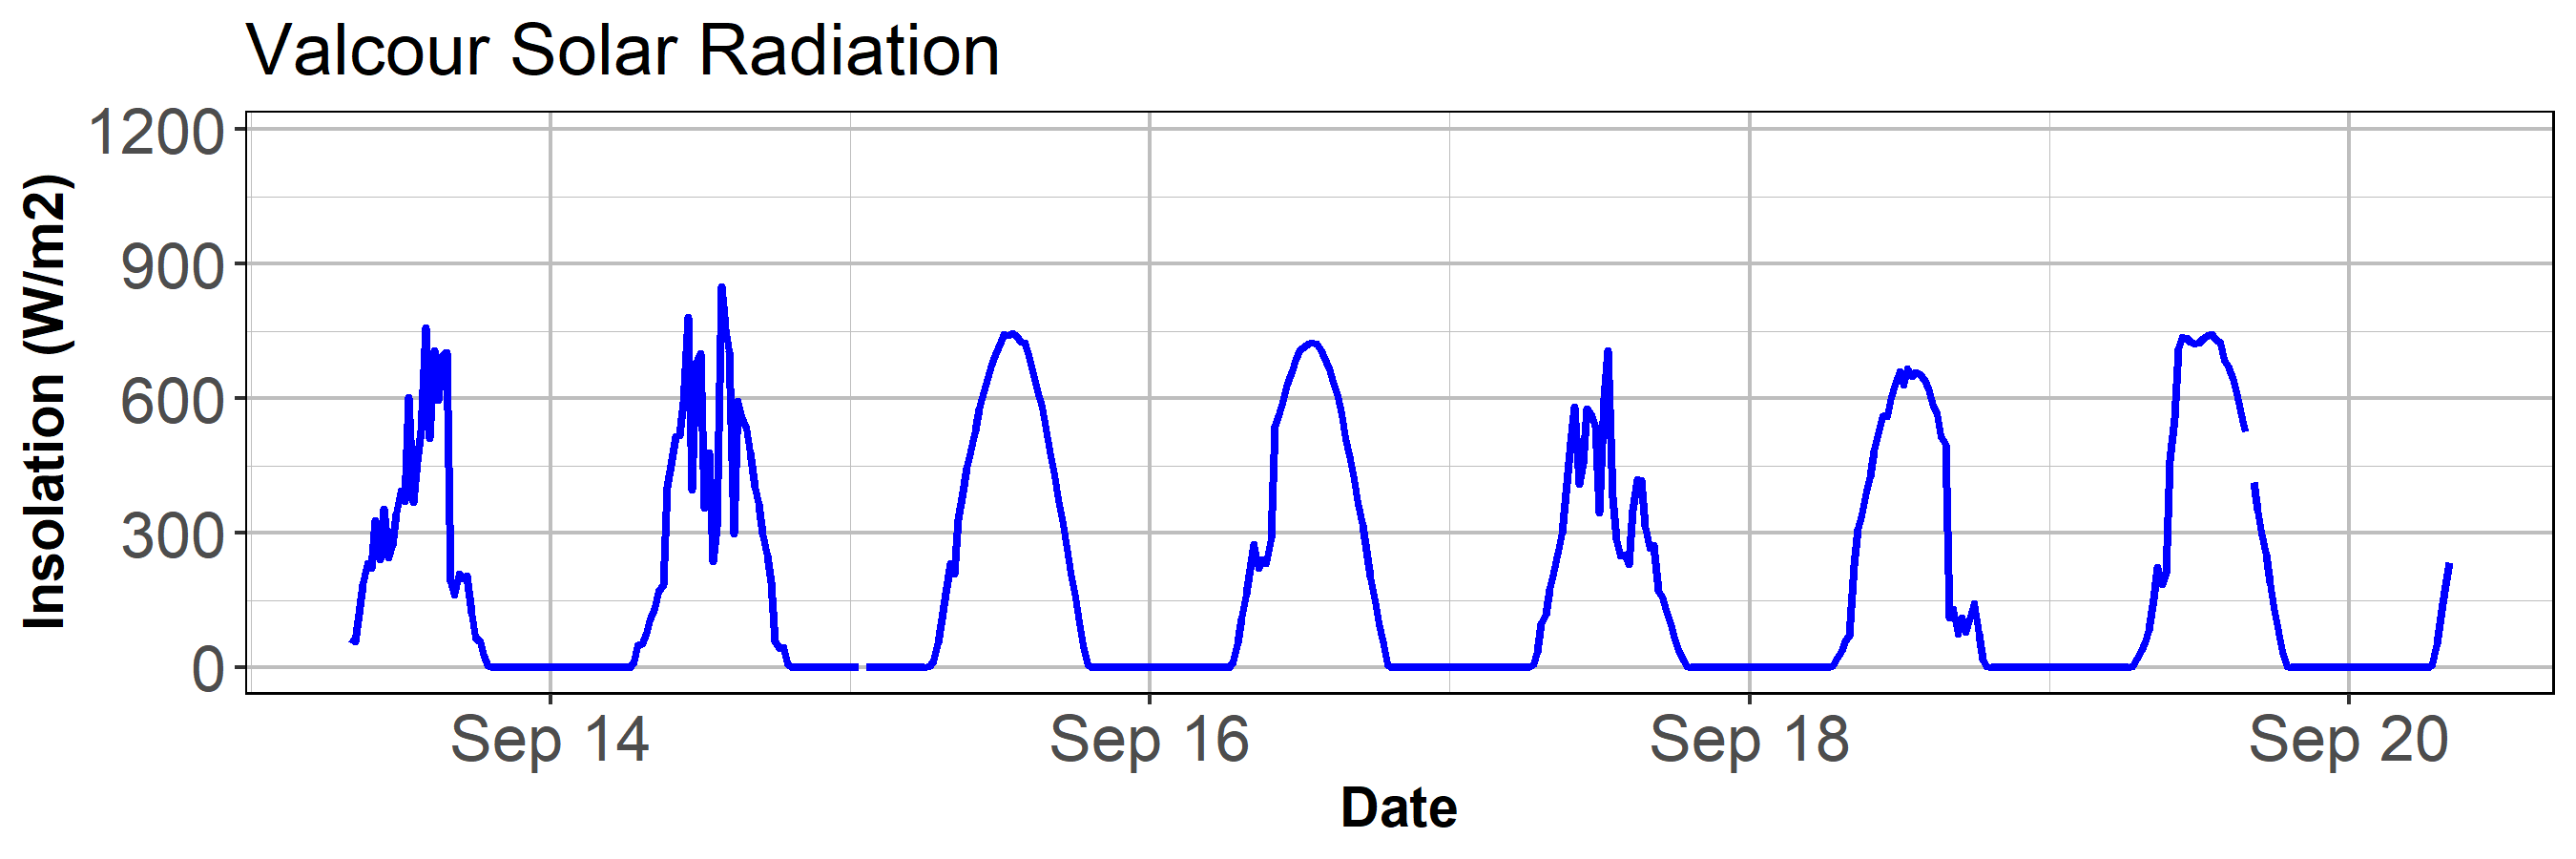 Valcour Solar Radiation
1200
900
600
300
0
Insolation (W/m2)
Sep 14 Sep 16 Sep 18 Sep 20
Date